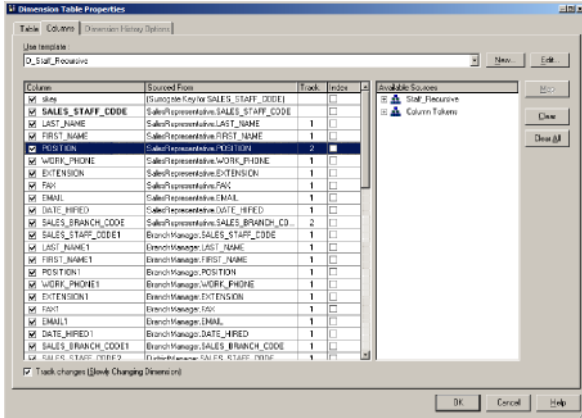 Dimension Table Properties
Table Columns Dimension History Options
Use template
D_Staff_Recursive New... Edit...
Column Sourced From Track Index Available Sources Map
skey (Surrogate Key for SALES_STAFF_CODE) Staff_Recursive
SALES_STAFF_CODE SalesRepresentative.SALES_STAFF_CODE Column Tokens
LAST_NAME SalesRepresentative.LAST_NAME 1 Clear
FIRST_NAME SalesRepresentative.FIRST_NAME 1 Clear All
POSITION SalesRepresentative.POSITION 2
WORK_PHONE SalesRepresentative.WORK_PHONE 1
EXTENSION SalesRepresentative.EXTENSION 1
FAX SalesRepresentative.FAX 1
EMAIL SalesRepresentative.EMAIL 1
DATE_HIRED SalesRepresentative.DATE_HIRED 1
SALES_BRANCH_CODE SalesRepresentative.SALES_BRANCH_CO... 2
SALES_STAFF_CODE1 BranchManager.SALES_STAFF_CODE 1
LAST_NAME1 BranchManager.LAST_NAME 1
FIRST_NAME1 BranchManager.FIRST_NAME 1
POSITION1 BranchManager.POSITION 1
WORK_PHONE1 BranchManager.WORK_PHONE 1
EXTENSION1 BranchManager.EXTENSION 1
FAX1 BranchManager.FAX 1
EMAIL1 BranchManager.EMAIL 1
DATE_HIRED1 BranchManager.DATE_HIRED 1
SALES_BRANCH_CODE1 BranchManager.SALES_BRANCH_CODE 1
SALES_STAFF_CODE2 DistrictManager.SALES_STAFF_CODE 1
Track changes (Slowly Changing Dimension)
OK Cancel Help